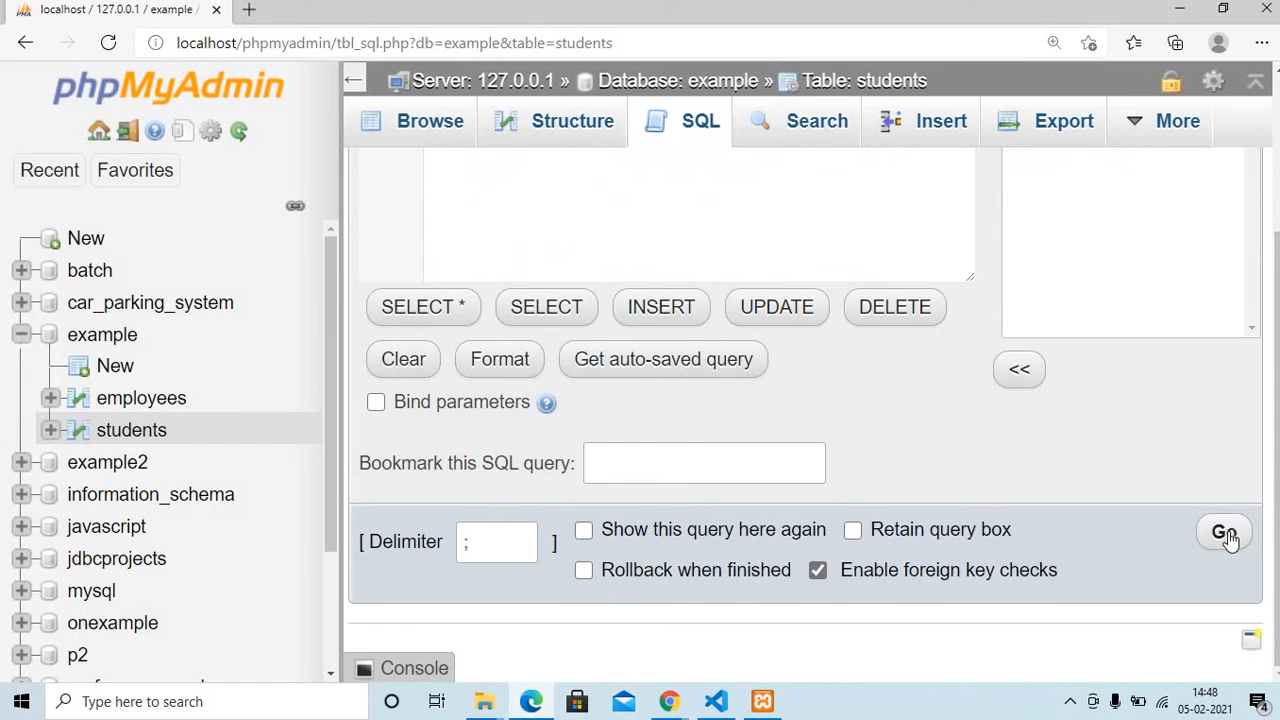 localhost / 127.0.0.1 / example /
localhost/phpmyadmin/tbl_sql.php?db=example&table=students
phpMyAdmin
Recent
Favorites
New
batch
car_parking_system
example
New
employees
students
example2
information_schema
javascript
jdbcprojects
mysql
onexample
p2
Server: 127.0.0.1 » Database: example » Table: students
Browse
Structure
SQL
Search
Insert
Export
More
SELECT *
SELECT
INSERT
UPDATE
DELETE
Clear
Format
Get auto-saved query
<<
Bind parameters
Bookmark this SQL query:
[ Delimiter ; ]
Show this query here again
Retain query box
Go
Rollback when finished
Enable foreign key checks
Console
Type here to search
14:48
05-02-2021
4